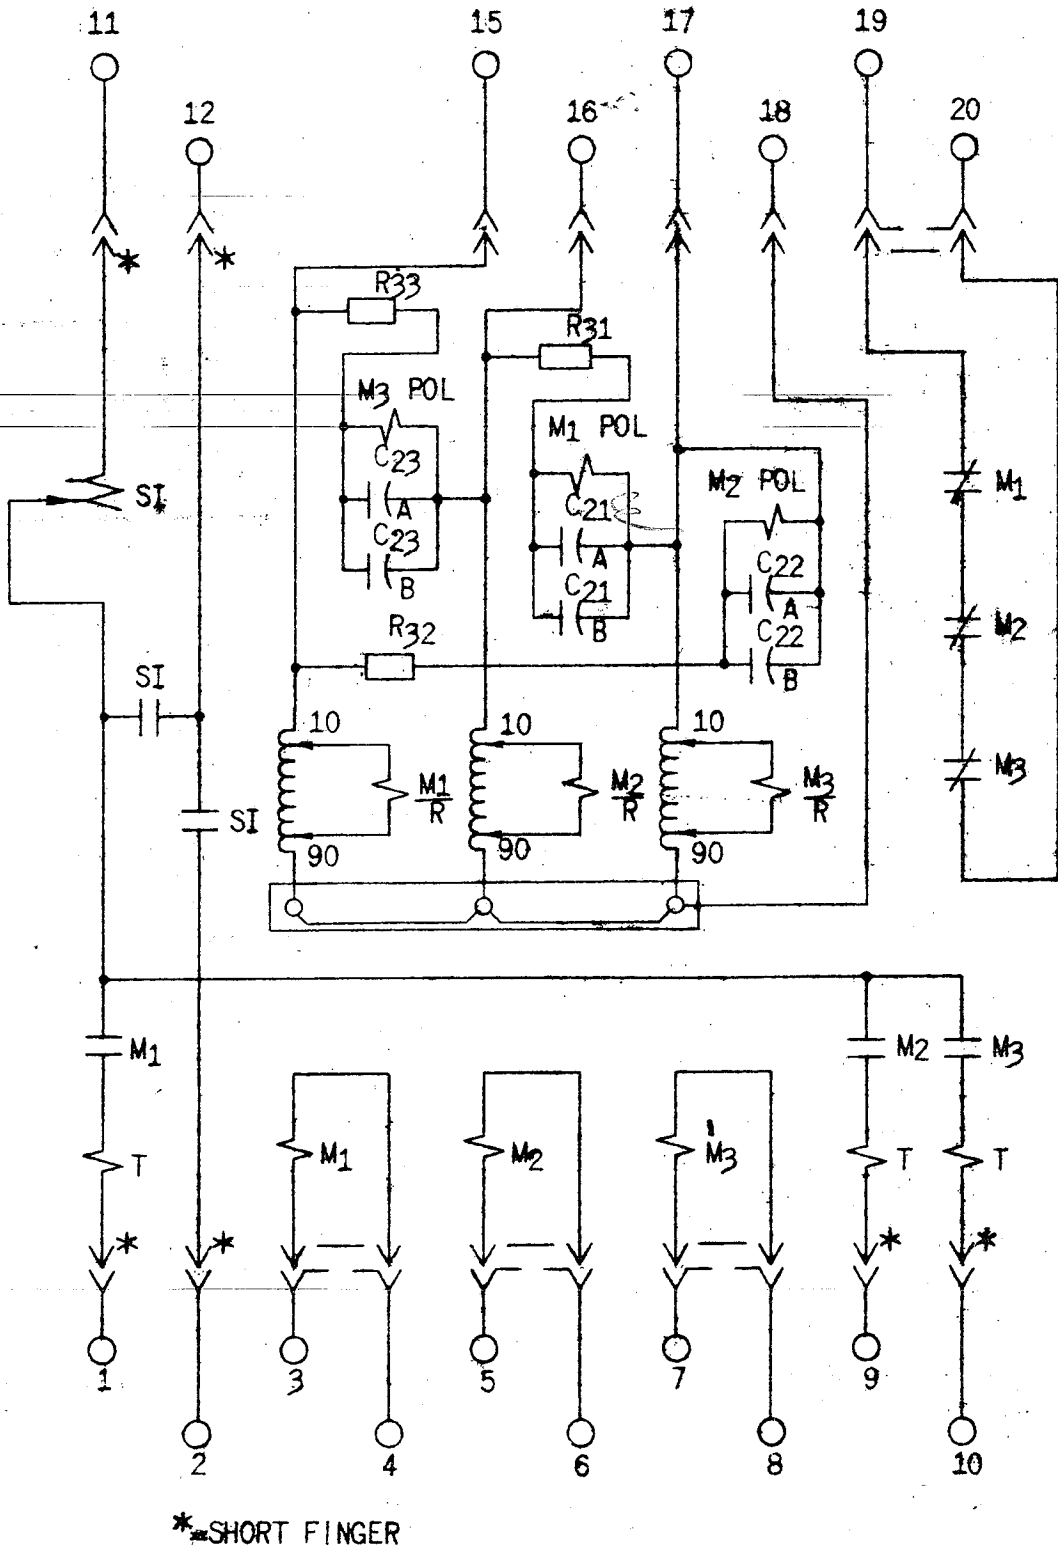 11
15
17
19
12
16
18
20
*
*
R33
R31
M3 POL
M1 POL
C23
M2 POL
SI
M1
A
C21
C23
A
C22
B
C21
A
R32
B
C22
M2
B
SI
10
10
10
M3
SI
M1
R
M2
R
M3
R
90
90
90
M1
M2
M3
T
M1
M2
M3
T
T
*
*
*
*
1
3
5
7
9
2
4
6
8
10
*=SHORT FINGER